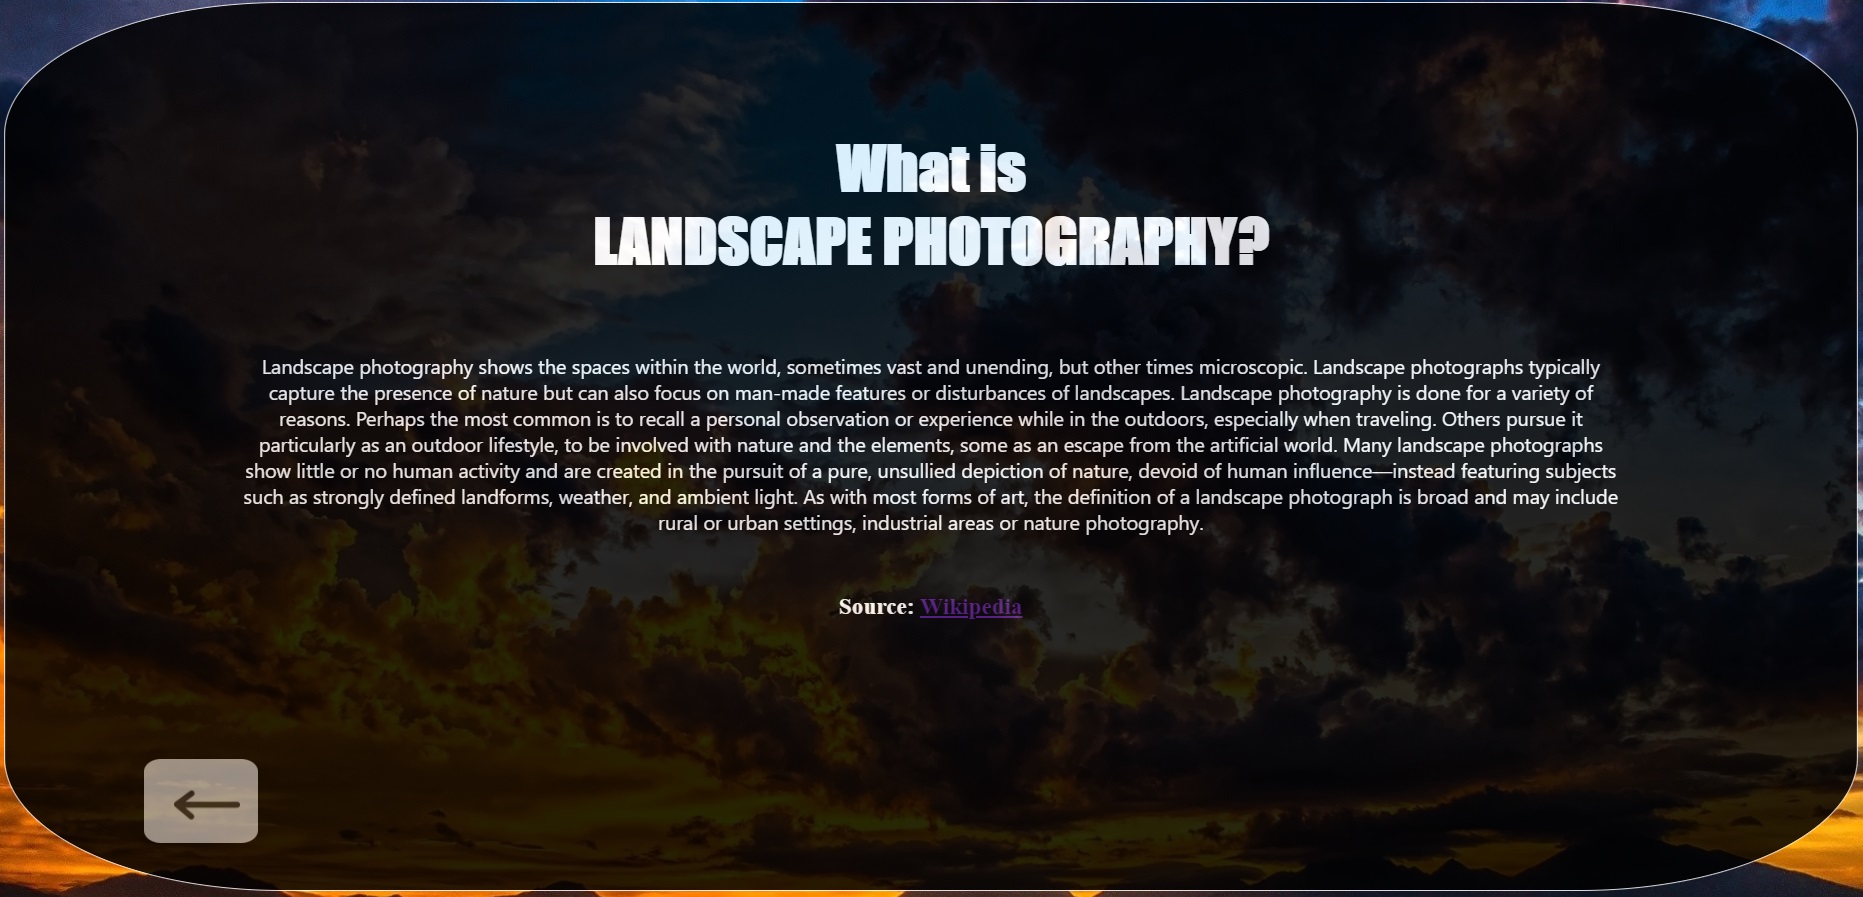 What is
LANDSCAPE PHOTOGRAPHY?
Landscape photography shows the spaces within the world, sometimes vast and unending, but other times microscopic. Landscape photographs typically
capture the presence of nature but can also focus on man-made features or disturbances of landscapes. Landscape photography is done for a variety of
reasons. Perhaps the most common is to recall a personal observation or experience while in the outdoors, especially when traveling. Others pursue it
particularly as an outdoor lifestyle, to be involved with nature and the elements, some as an escape from the artificial world. Many landscape photographs
show little or no human activity and are created in the pursuit of a pure, unsullied depiction of nature, devoid of human influence—instead featuring subjects
such as strongly defined landforms, weather, and ambient light. As with most forms of art, the definition of a landscape photograph is broad and may include
rural or urban settings, industrial areas or nature photography.
Source: Wikipedia